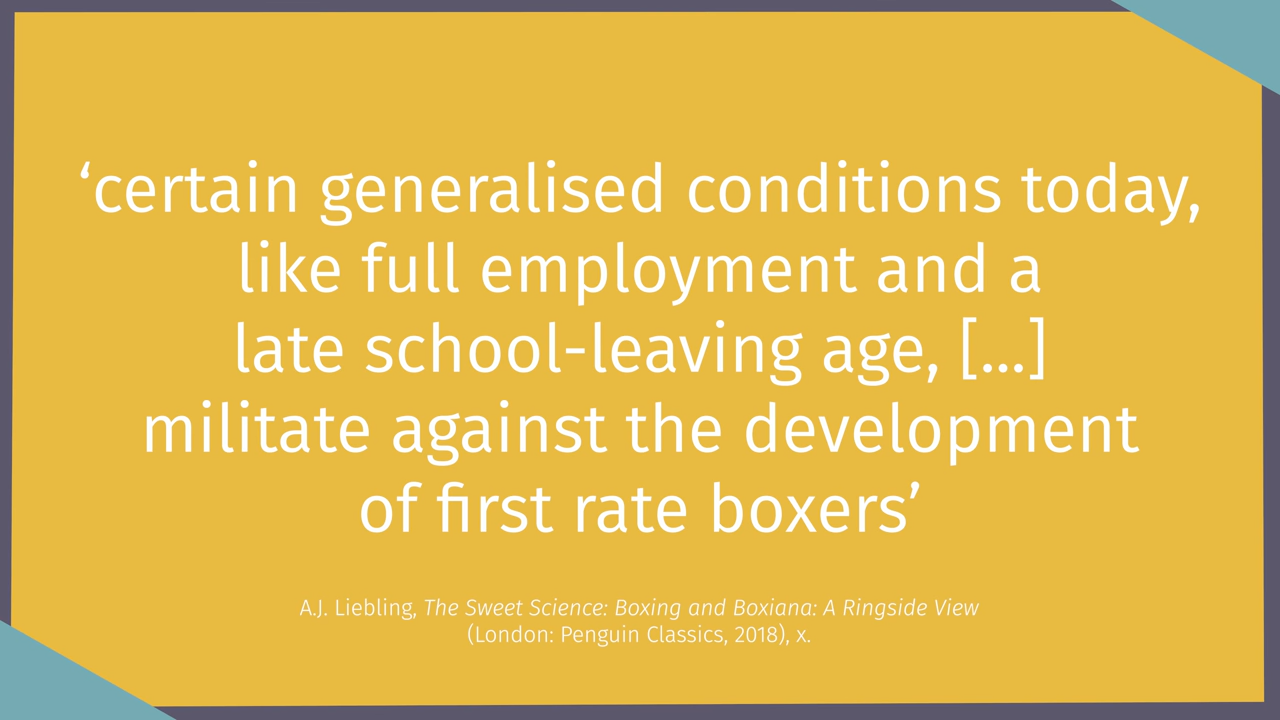 ‘certain generalised conditions today,
like full employment and a
late school-leaving age, [...]
militate against the development
of first rate boxers’
A.J. Liebling, The Sweet Science: Boxing and Boxiana: A Ringside View
(London: Penguin Classics, 2018), x.